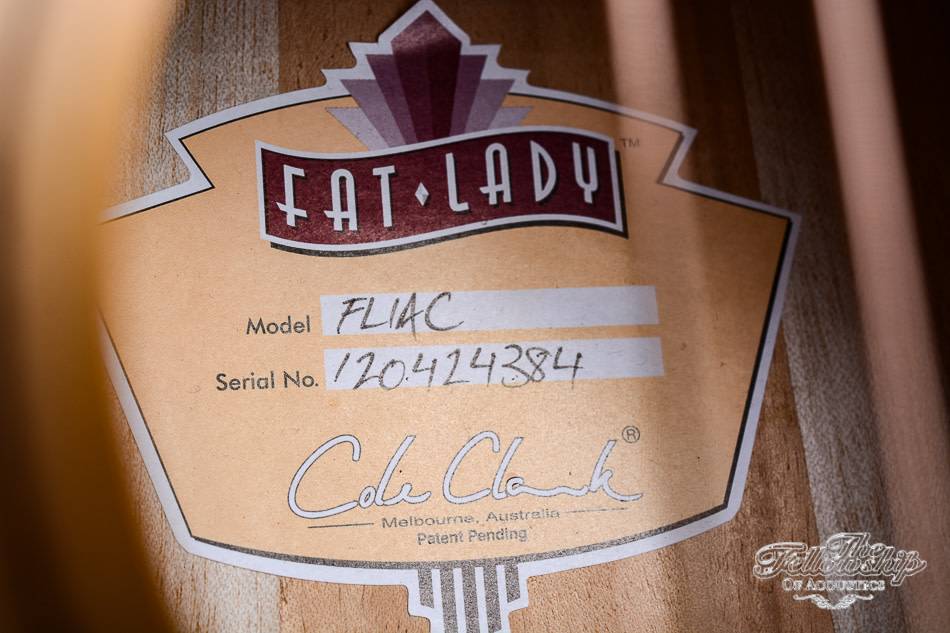 FAT LADY ™
Model FL1AC
Serial No. 120424384
Cole Clark ®
Melbourne, Australia
Patent Pending
The
Fellowship
Of Acoustics